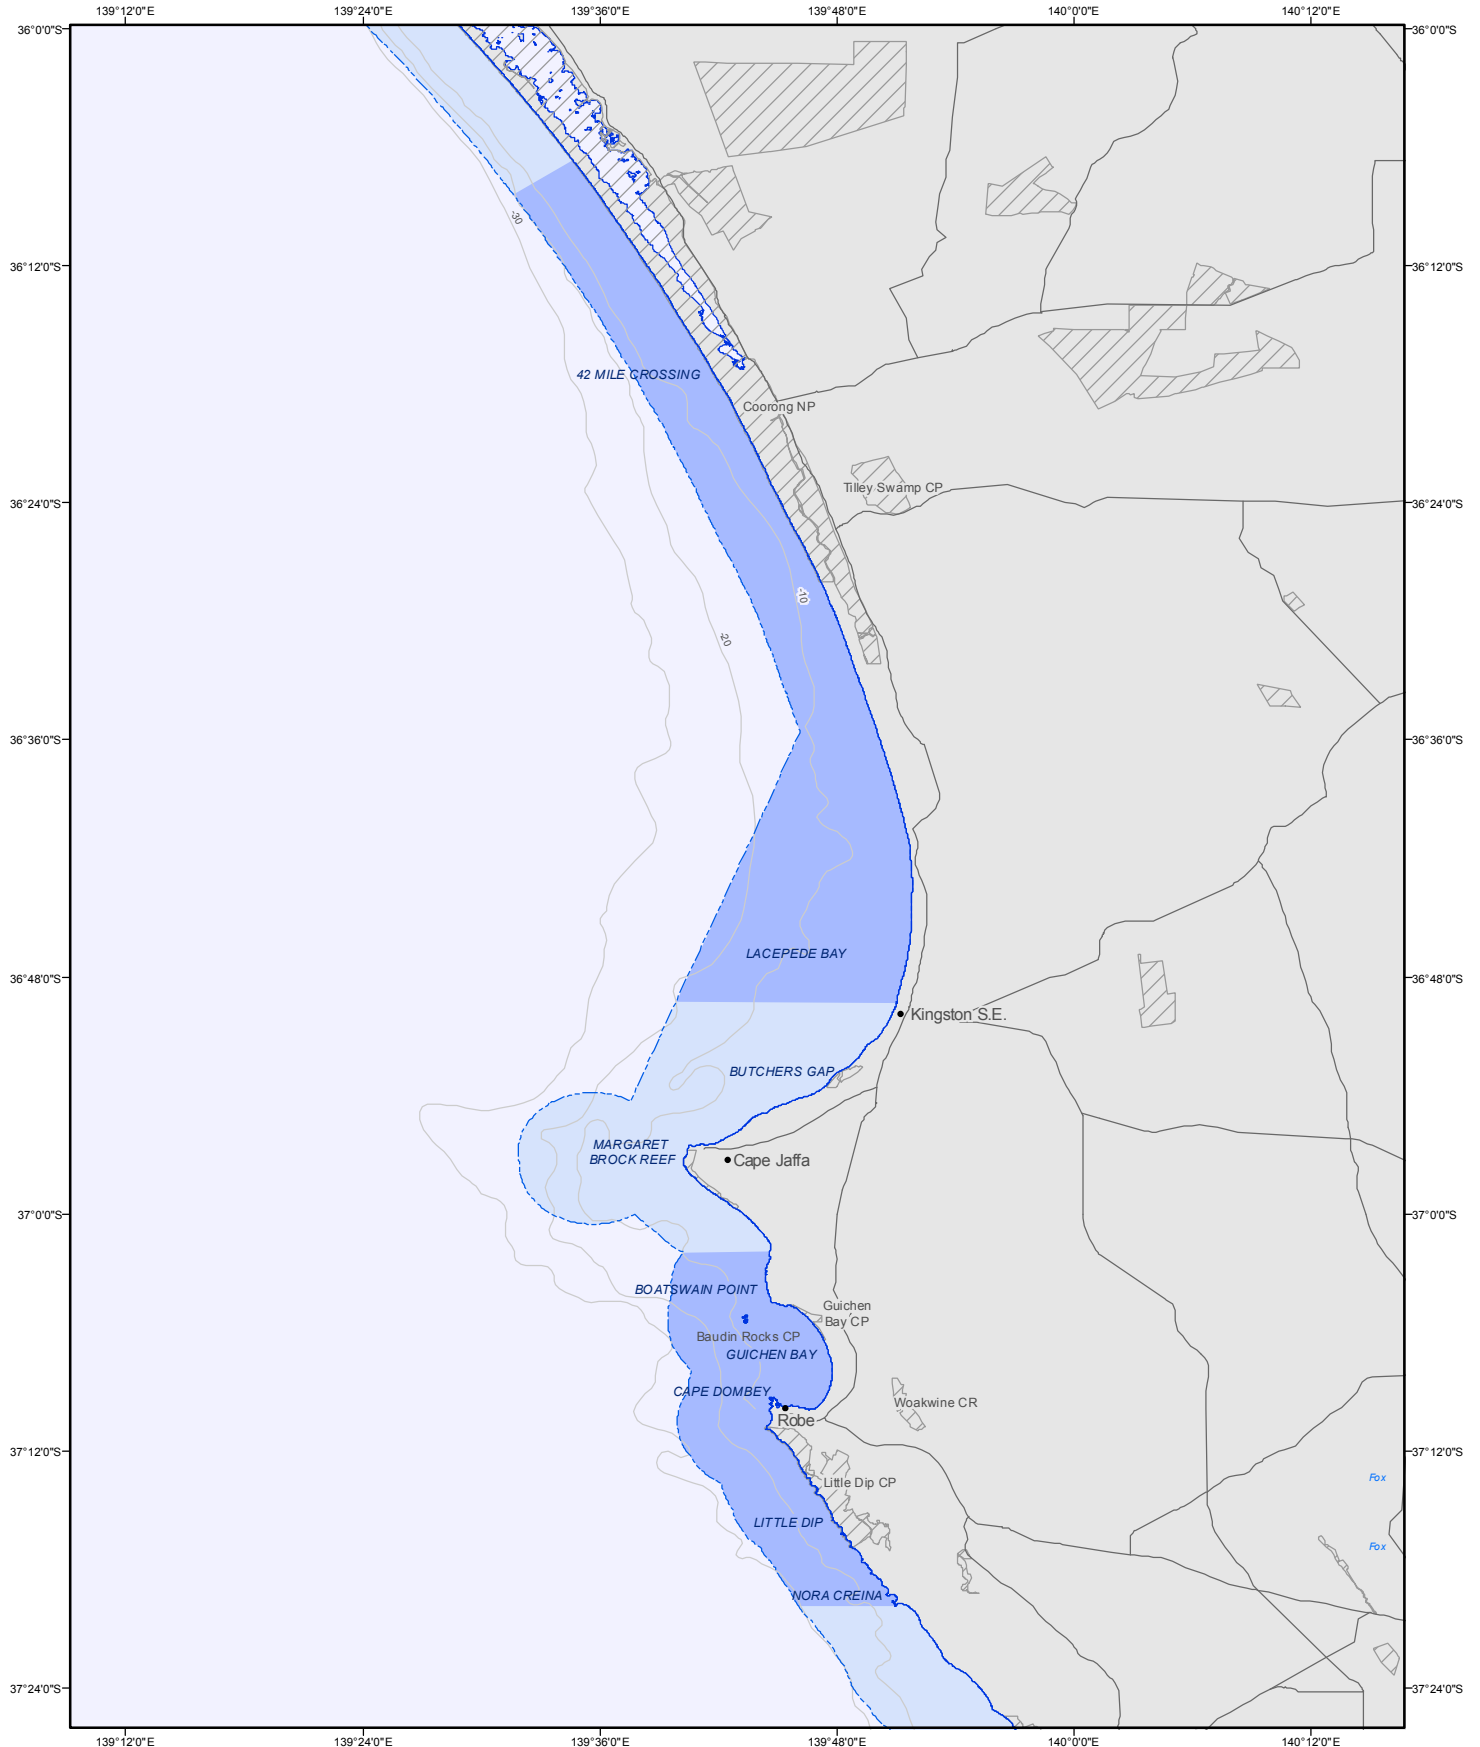 139°12'0"E
139°24'0"E
139°36'0"E
139°48'0"E
140°0'0"E
140°12'0"E
36°0'0"S
36°0'0"S
-30
36°12'0"S
36°12'0"S
42 MILE CROSSING
Coorong NP
Tilley Swamp CP
36°24'0"S
36°24'0"S
-10
-20
36°36'0"S
36°36'0"S
LACEPEDE BAY
36°48'0"S
36°48'0"S
Kingston S.E.
BUTCHERS GAP
MARGARET
BROCK REEF
Cape Jaffa
37°0'0"S
37°0'0"S
BOATSWAIN POINT
Guichen
Bay CP
Baudin Rocks CP
GUICHEN BAY
CAPE DOMBEY
Woakwine CR
Robe
37°12'0"S
37°12'0"S
Fox
Little Dip CP
LITTLE DIP
Fox
NORA CREINA
37°24'0"S
37°24'0"S
139°12'0"E
139°24'0"E
139°36'0"E
139°48'0"E
140°0'0"E
140°12'0"E